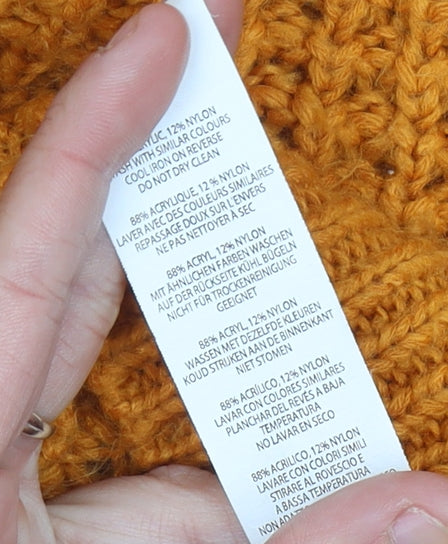 12% NYLON
WITH SIMILAR COLOURS
COOL IRON ON REVERSE
DO NOT DRY CLEAN
88% ACRYLIQUE, 12% NYLON
LAVER AVEC DES COULEURS SIMILAIRES
REPASSAGE DOUX SUR L'ENVERS
NE PAS NETTOYER À SEC
88% ACRYL, 12% NYLON
MIT ÄHNLICHEN FARBEN WASCHEN
AUF DER RÜCKSEITE KÜHL BÜGELN
NICHT FÜR TROCKENREINIGUNG
GEEIGNET
88% ACRYL, 12% NYLON
WASSEN MET DEZELFDE KLEUREN
KOUD STRIJKEN AAN DE BINNENKANT
NIET STOMEN
88% ACRÍLICO, 12% NYLON
LAVAR CON COLORES SIMILARES
PLANCHAR DEL REVÉS A BAJA
TEMPERATURA
NO LAVAR EN SECO
88% ACRILICO, 12% NYLON
LAVARE CON COLORI SIMILI
STIRARE AL ROVESCIO E
A BASSA TEMPERATURA